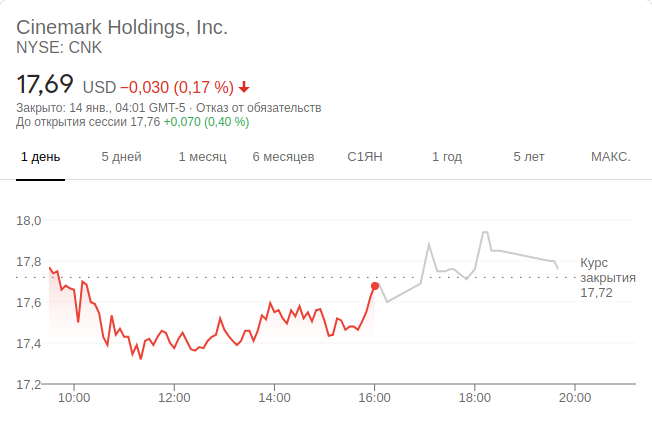 Cinemark Holdings, Inc.
NYSE: CNK
17,69 USD −0,030 (0,17 %)
Закрыто: 14 янв., 04:01 GMT-5 · Отказ от обязательств
До открытия сессии 17,76 +0,070 (0,40 %)
1 день 5 дней 1 месяц 6 месяцев С1ЯН 1 год 5 лет МАКС.
18,0
17,8
Курс
закрытия
17,72
17,6
17,4
17,2
10:00 12:00 14:00 16:00 18:00 20:00